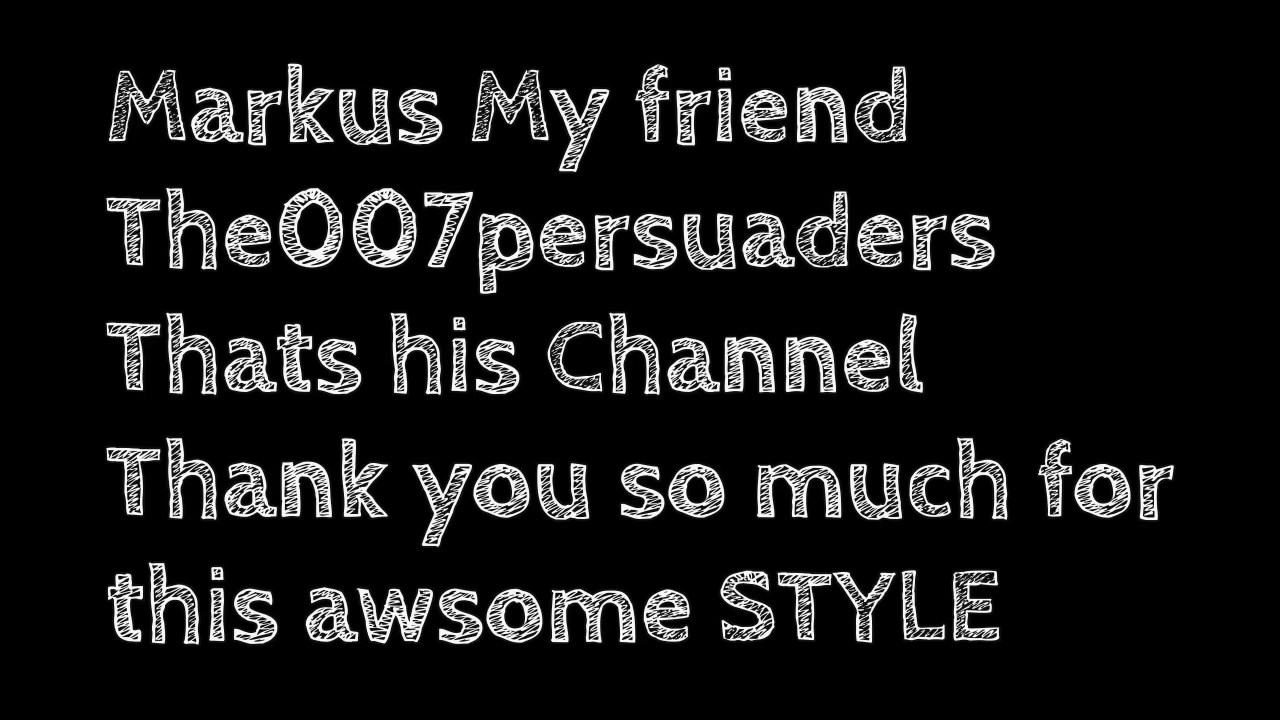 Markus My friend
The007persuaders
Thats his Channel
Thank you so much for
this awsome STYLE